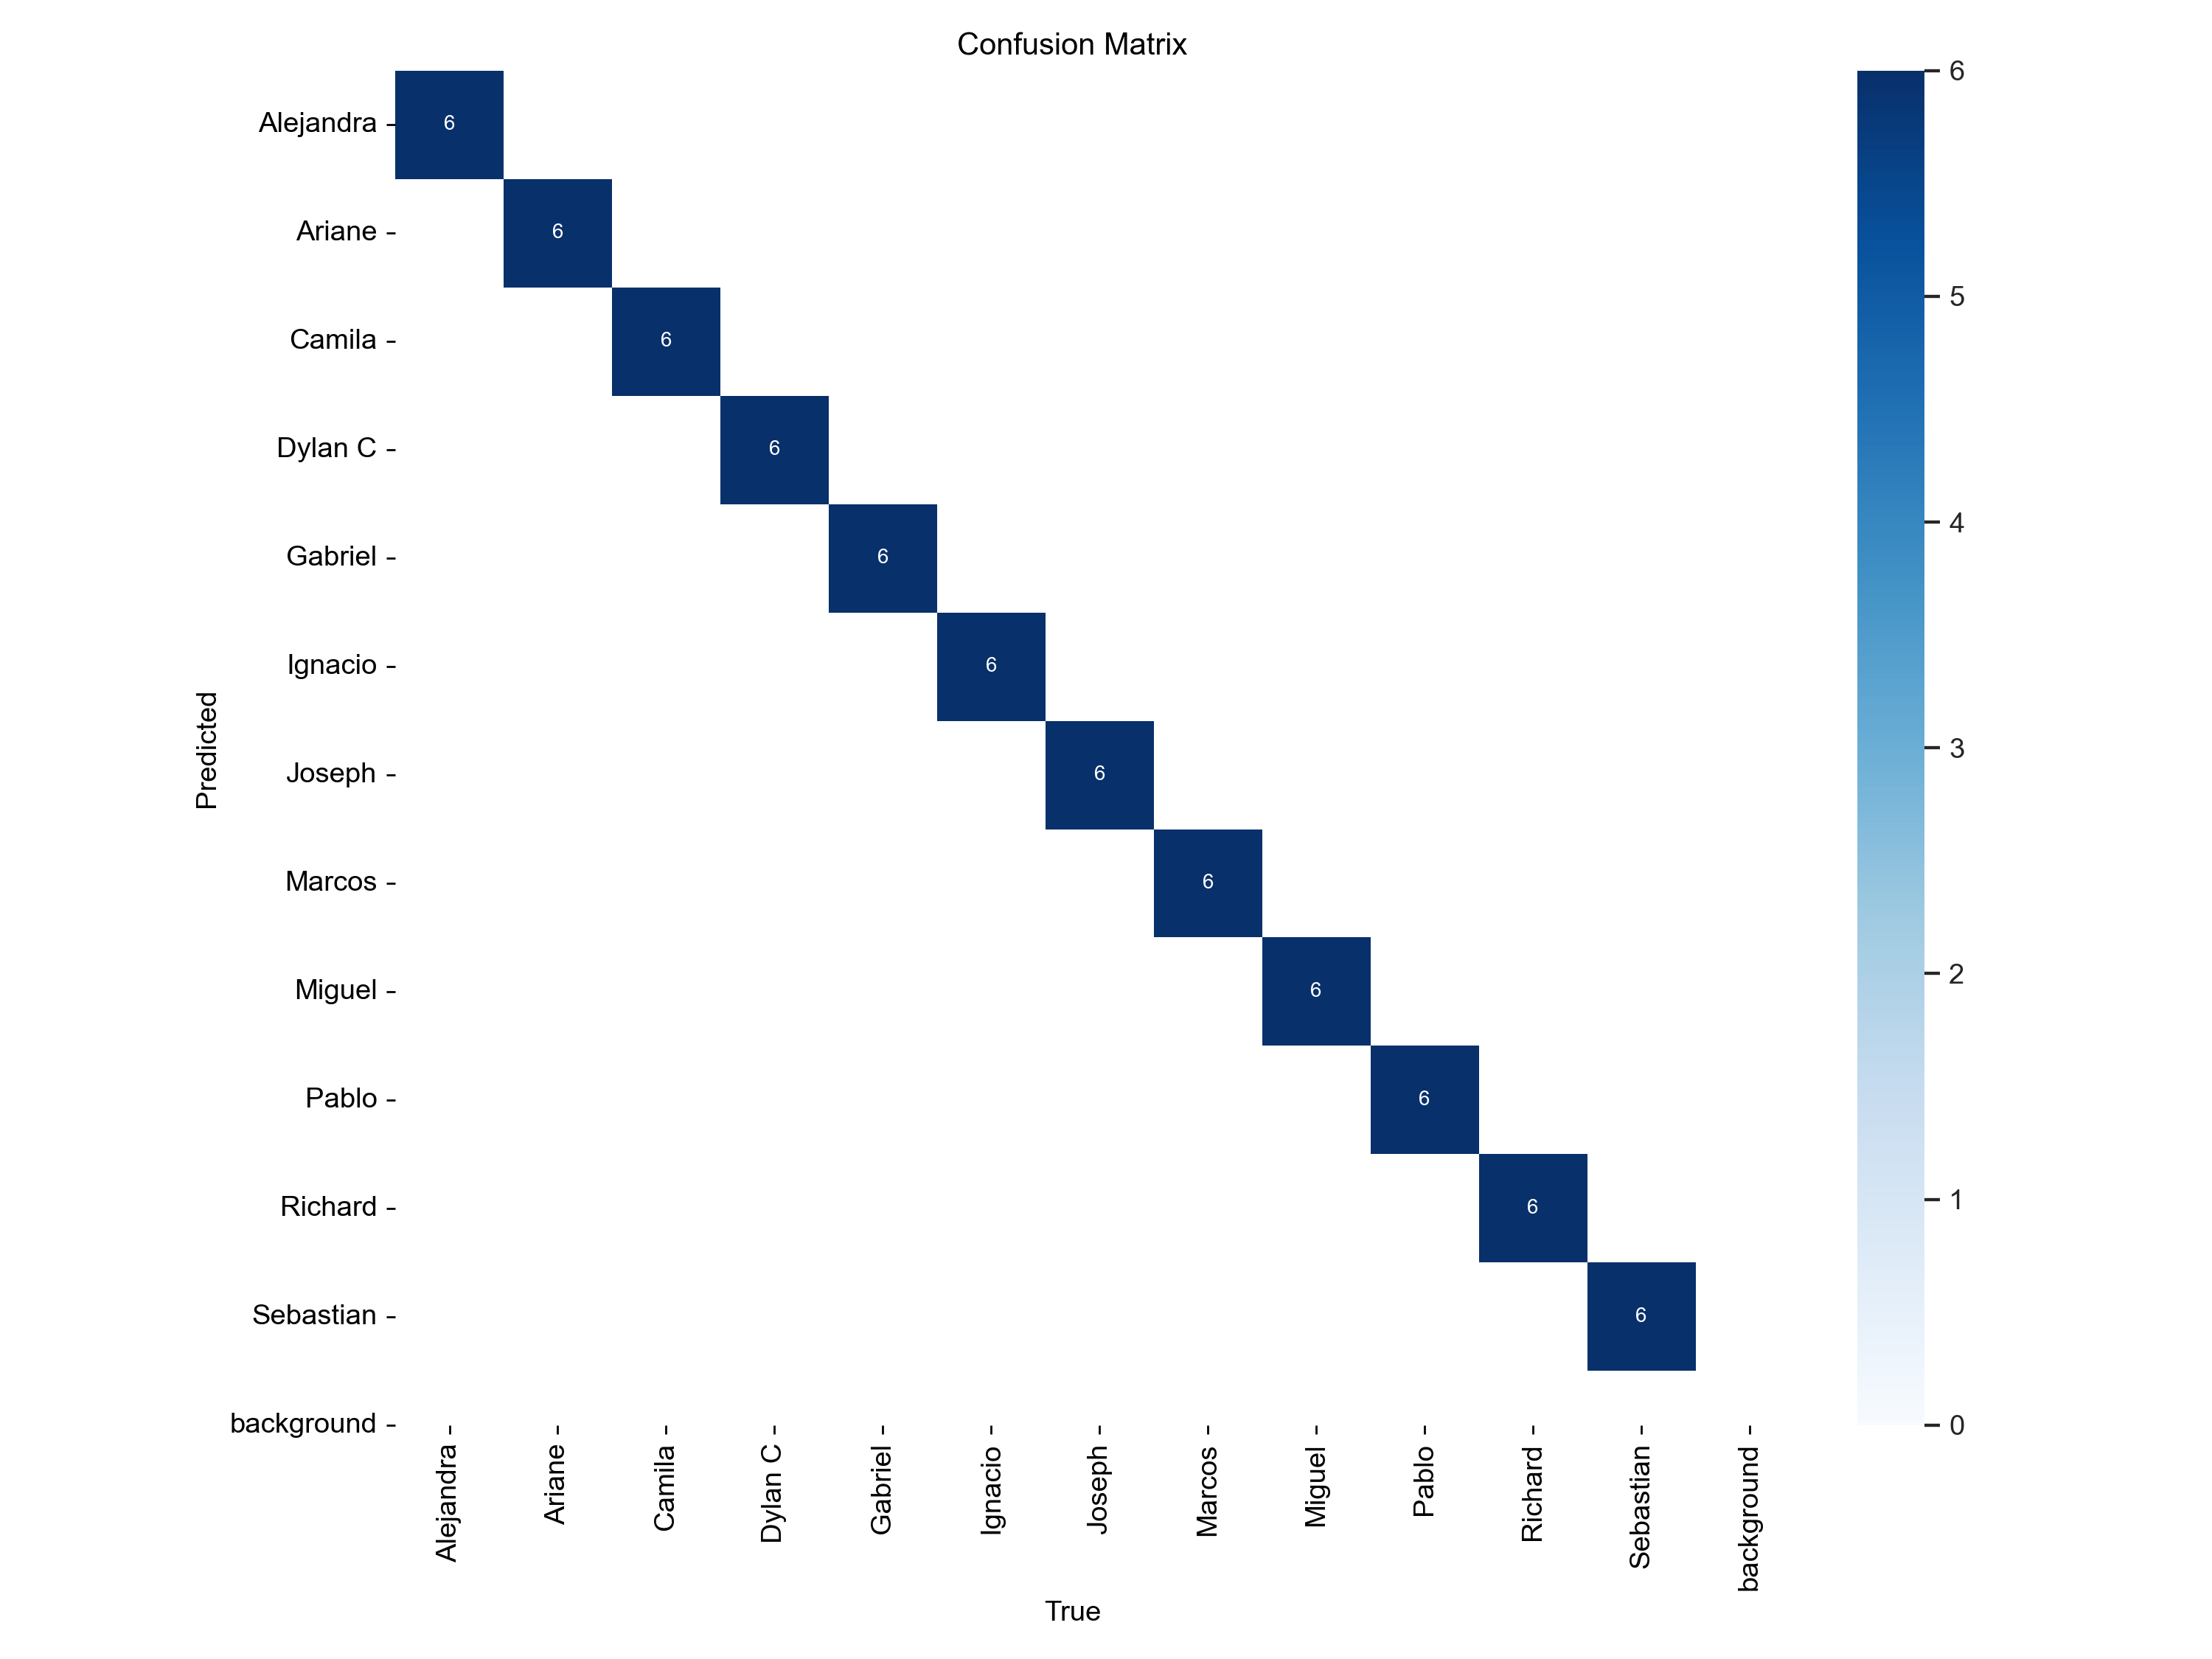 Confusion Matrix
Alejandra
Ariane
Camila
Dylan C
Gabriel
Ignacio
Joseph
Marcos
Miguel
Pablo
Richard
Sebastian
background
Predicted
6
6
6
6
6
6
6
6
6
6
6
6
Alejandra
Ariane
Camila
Dylan C
Gabriel
Ignacio
Joseph
Marcos
Miguel
Pablo
Richard
Sebastian
background
True
6
5
4
3
2
1
0